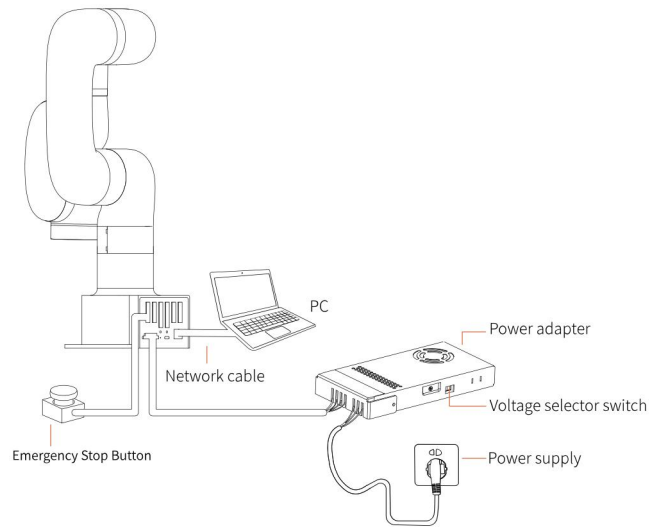 PC
Power adapter
Network cable
Voltage selector switch
Emergency Stop Button
Power supply